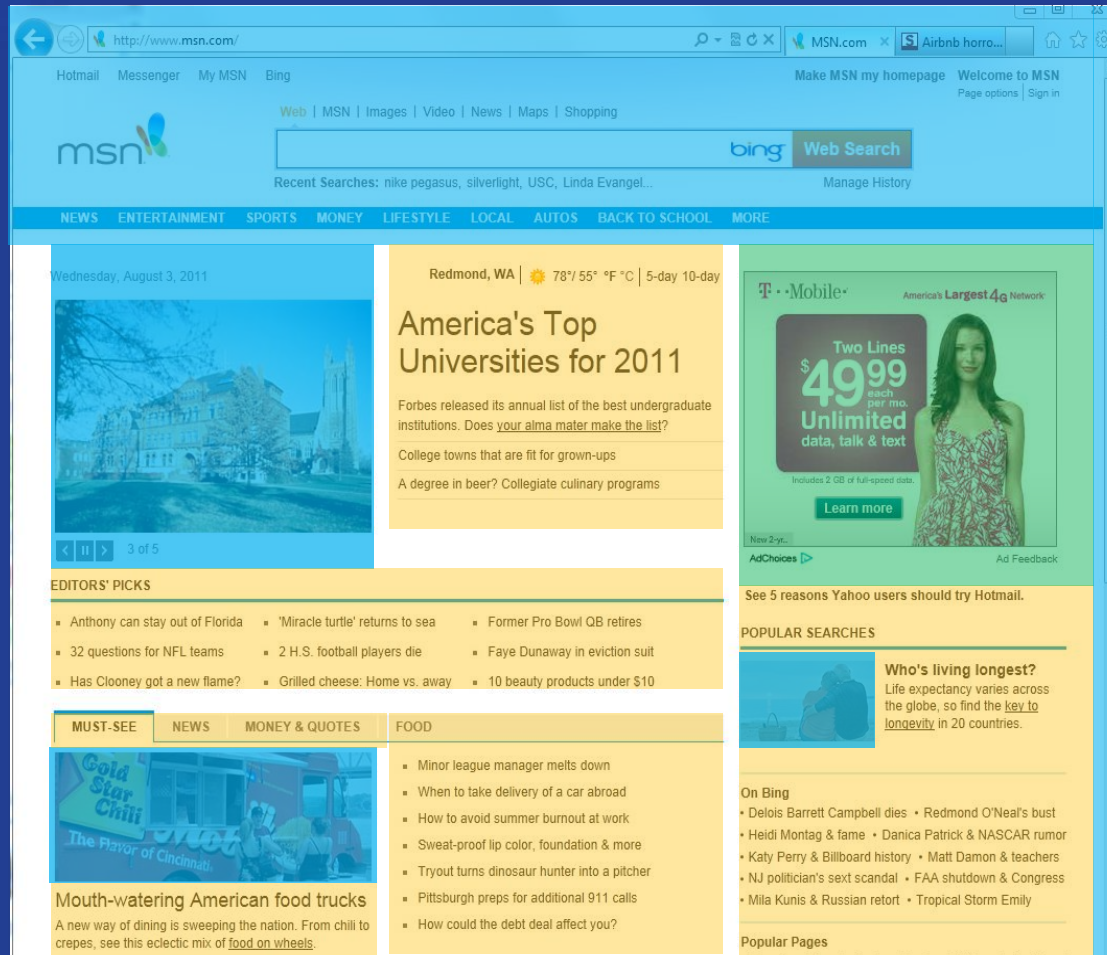 http://www.msn.com/
MSN.com
Airbnb horro...
Hotmail Messenger My MSN Bing
Make MSN my homepage Welcome to MSN
Page options | Sign in
Web | MSN | Images | Video | News | Maps | Shopping
msn
bing Web Search
Recent Searches: nike pegasus, silverlight, USC, Linda Evangel...
Manage History
NEWS ENTERTAINMENT SPORTS MONEY LIFESTYLE LOCAL AUTOS BACK TO SCHOOL MORE
Wednesday, August 3, 2011
3 of 5
Redmond, WA | 78°/ 55° °F °C | 5-day 10-day
America's Top
Universities for 2011
Forbes released its annual list of the best undergraduate
institutions. Does your alma mater make the list?
College towns that are fit for grown-ups
A degree in beer? Collegiate culinary programs
T··Mobile·
America's Largest 4G Network
Two Lines
$49.99
each
per mo.
Unlimited
data, talk & text
Includes 2 GB of full-speed data.
Learn more
New 2-yr...
AdChoices
Ad Feedback
EDITORS' PICKS
Anthony can stay out of Florida
32 questions for NFL teams
Has Clooney got a new flame?
'Miracle turtle' returns to sea
2 H.S. football players die
Grilled cheese: Home vs. away
Former Pro Bowl QB retires
Faye Dunaway in eviction suit
10 beauty products under $10
MUST-SEE NEWS MONEY & QUOTES FOOD
Gold
Star
Chili
The Flavor of Cincinnati
Mouth-watering American food trucks
A new way of dining is sweeping the nation. From chili to
crepes, see this eclectic mix of food on wheels.
Minor league manager melts down
When to take delivery of a car abroad
How to avoid summer burnout at work
Sweat-proof lip color, foundation & more
Tryout turns dinosaur hunter into a pitcher
Pittsburgh preps for additional 911 calls
How could the debt deal affect you?
See 5 reasons Yahoo users should try Hotmail.
POPULAR SEARCHES
Who's living longest?
Life expectancy varies across
the globe, so find the key to
longevity in 20 countries.
On Bing
• Delois Barrett Campbell dies • Redmond O'Neal's bust
• Heidi Montag & fame • Danica Patrick & NASCAR rumor
• Katy Perry & Billboard history • Matt Damon & teachers
• NJ politician's sext scandal • FAA shutdown & Congress
• Mila Kunis & Russian retort • Tropical Storm Emily
Popular Pages